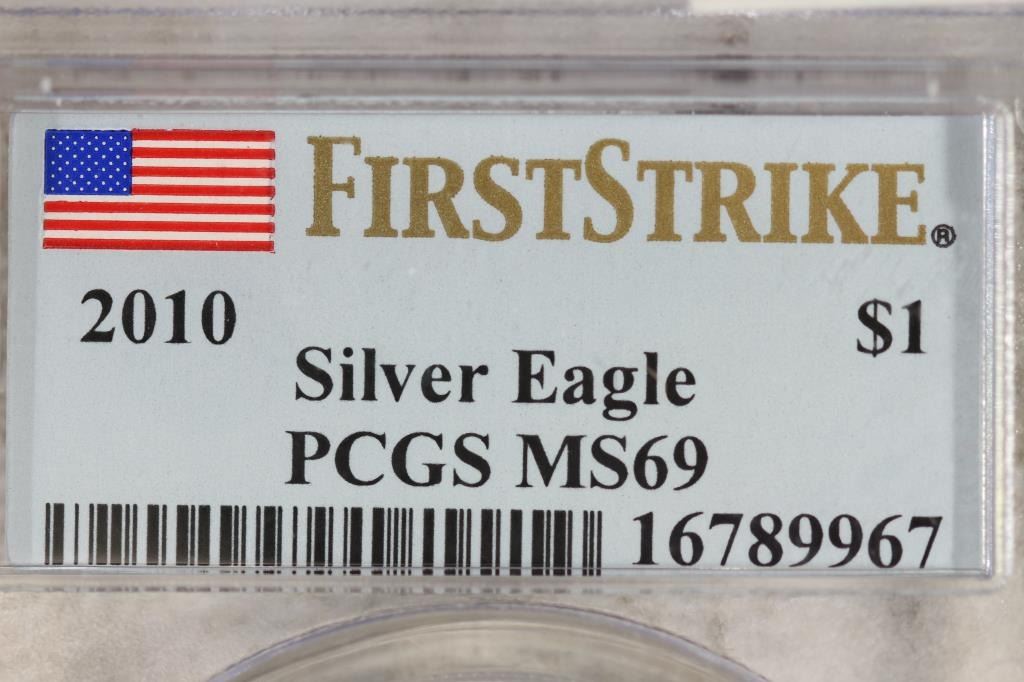 FIRSTSTRIKE®
2010 $1
Silver Eagle
PCGS MS69
16789967